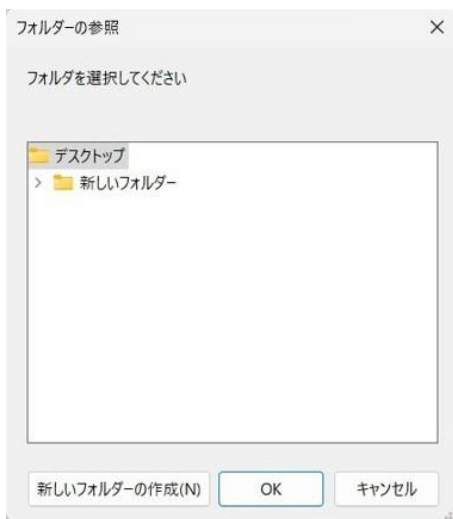 フォルダーの参照
フォルダを選択してください
デスクトップ
新しいフォルダー
新しいフォルダーの作成(N) OK キャンセル